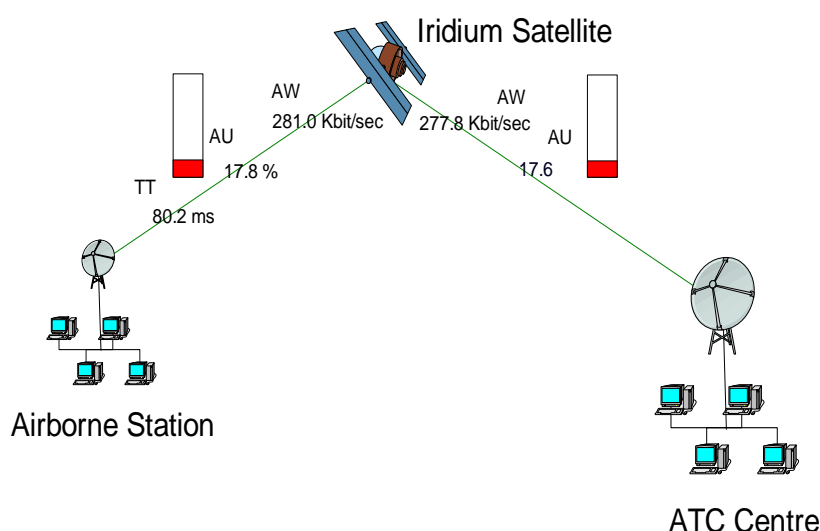 Iridium Satellite
AW
281.0 Kbit/sec
AW
277.8 Kbit/sec
AU
17.8 %
AU
17.6
TT
80.2 ms
Airborne Station
ATC Centre